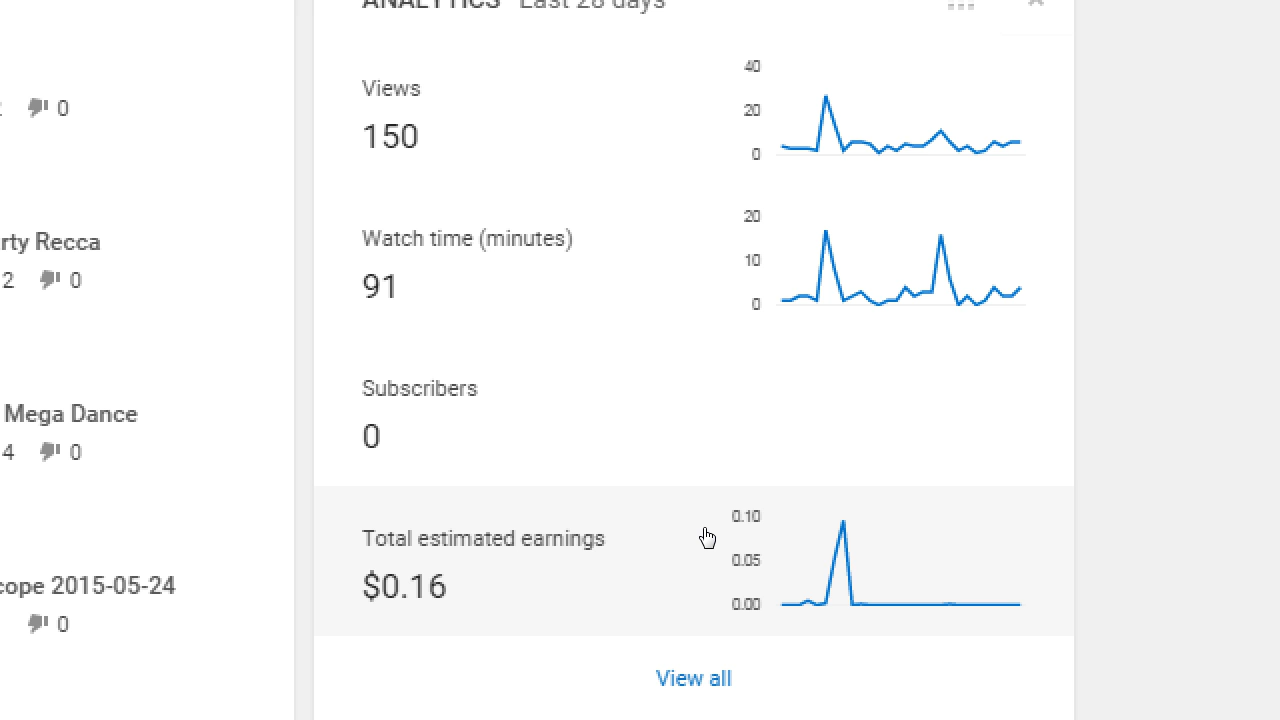 ANALYTICS Last 28 days
0
rty Recca
2 0
Mega Dance
4 0
cope 2015-05-24
0
Views
150
40
20
0
Watch time (minutes)
91
20
10
0
Subscribers
0
Total estimated earnings
$0.16
0.10
0.05
0.00
View all